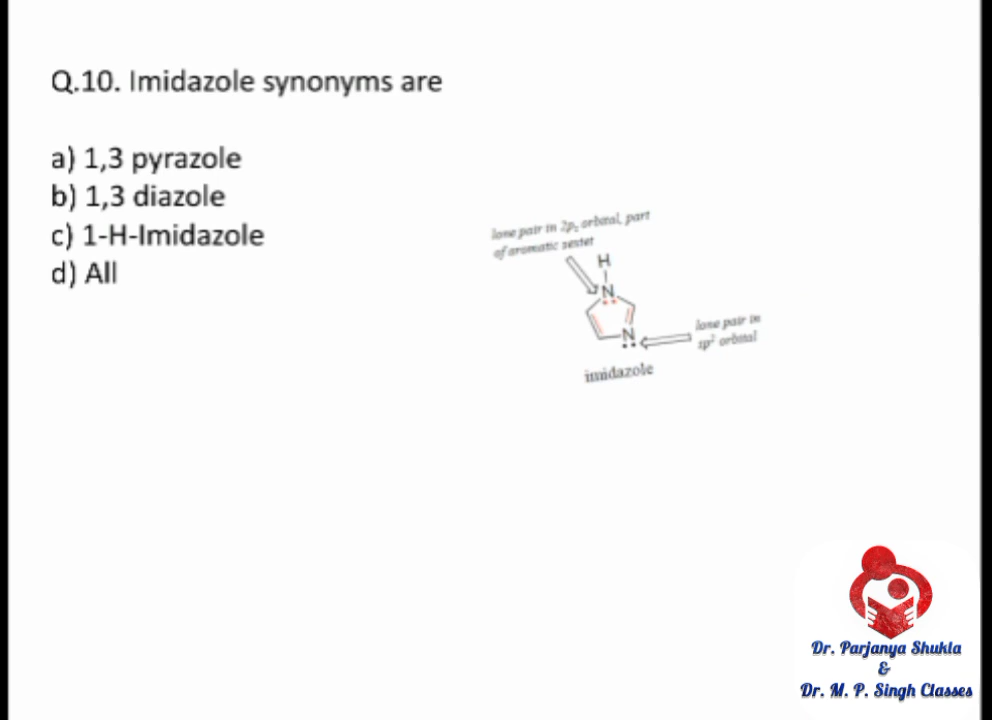 Q.10. Imidazole synonyms are
a) 1,3 pyrazole
b) 1,3 diazole
c) 1-H-Imidazole
d) All
lone pair in 2pz orbital, part
of aromatic sextet
H
N
N
lone pair in
sp² orbital
imidazole
Dr. Parjanya Shukla
&
Dr. M. P. Singh Classes